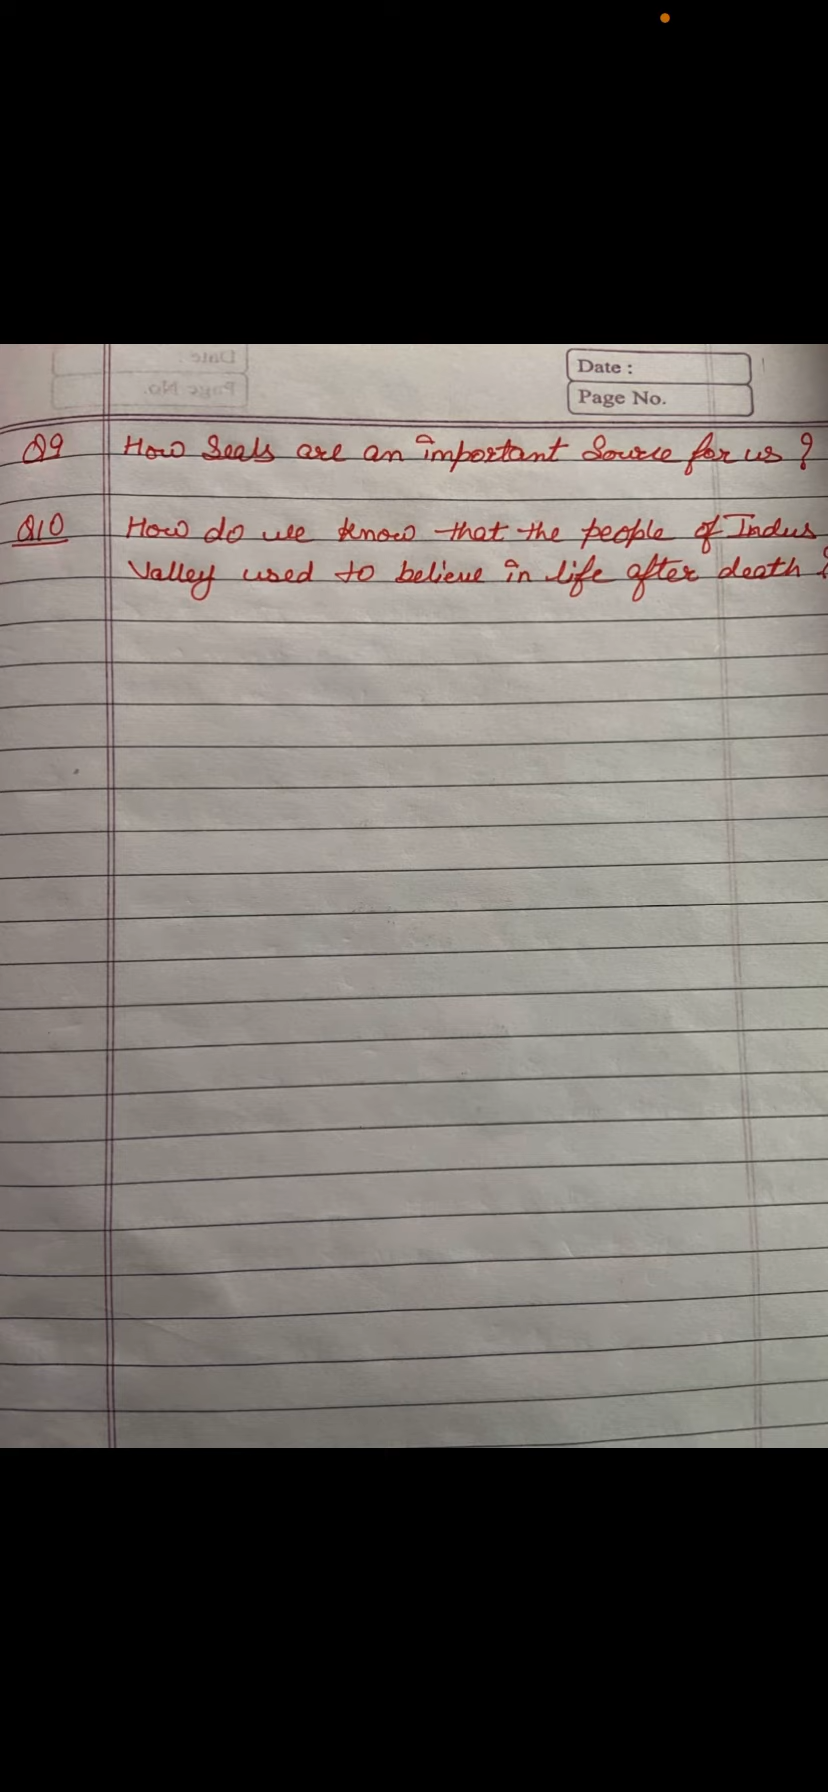 Date :
Page No.
Q9 How Seals are an important Source for us ?
Q10 How do we know that the people of Indus
Valley used to believe in life after death ?